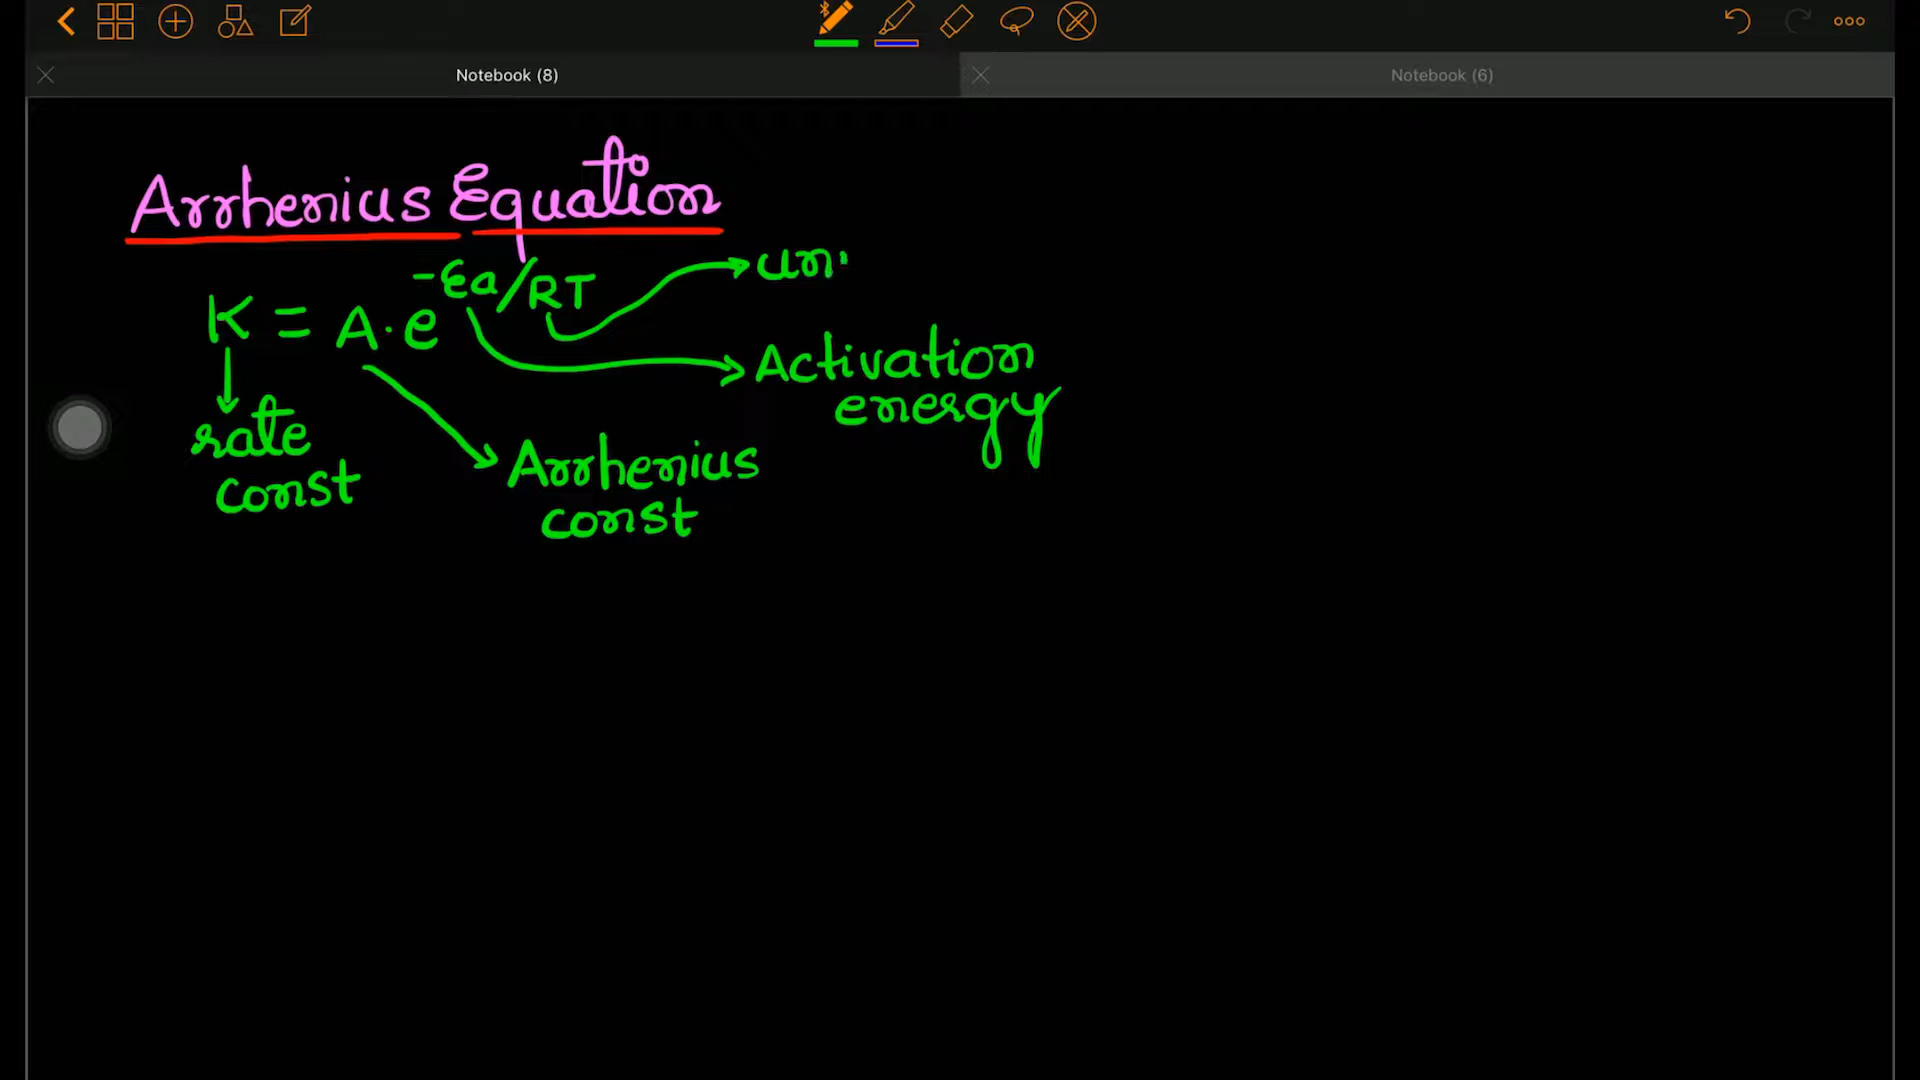 Notebook (8)
Notebook (6)
Arrhenius Equation
K = A·e^-Ea/RT
Activation
energy
rate
const
Arrhenius
const